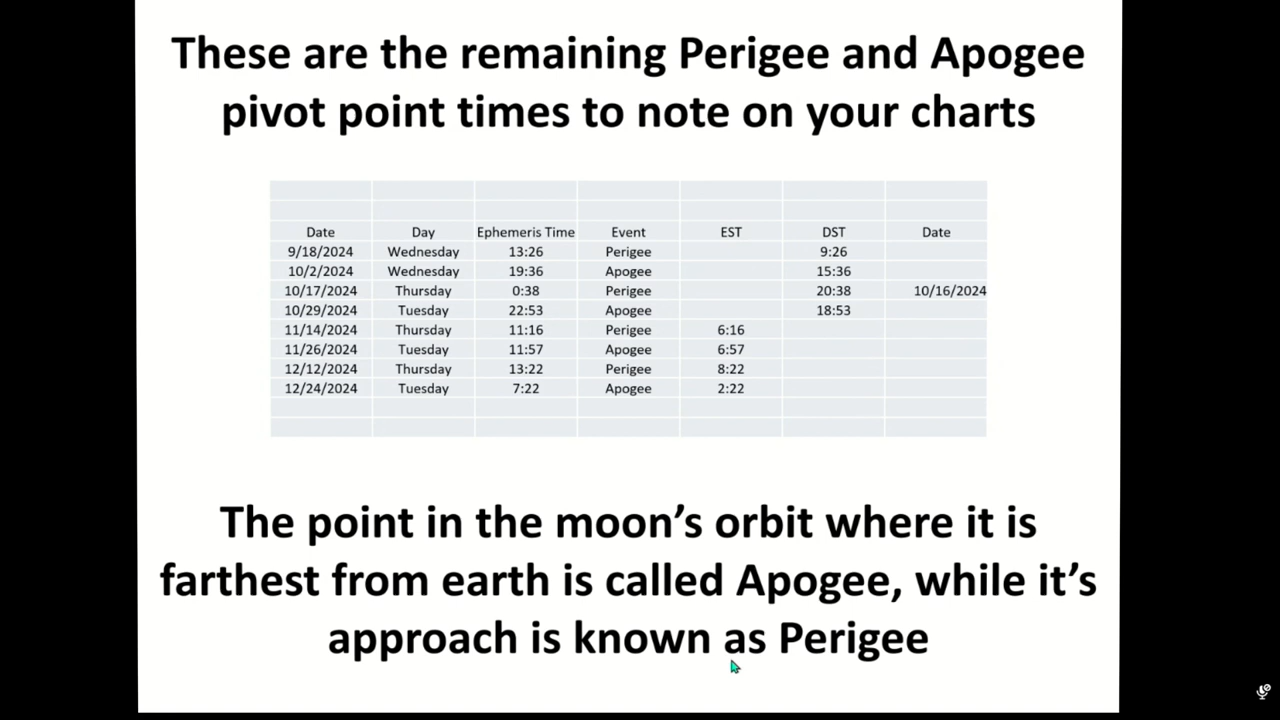 These are the remaining Perigee and Apogee
pivot point times to note on your charts
Date Day Ephemeris Time Event EST DST Date
9/18/2024 Wednesday 13:26 Perigee 9:26
10/2/2024 Wednesday 19:36 Apogee 15:36
10/17/2024 Thursday 0:38 Perigee 20:38 10/16/2024
10/29/2024 Tuesday 22:53 Apogee 18:53
11/14/2024 Thursday 11:16 Perigee 6:16
11/26/2024 Tuesday 11:57 Apogee 6:57
12/12/2024 Thursday 13:22 Perigee 8:22
12/24/2024 Tuesday 7:22 Apogee 2:22
The point in the moon’s orbit where it is
farthest from earth is called Apogee, while it’s
approach is known as Perigee